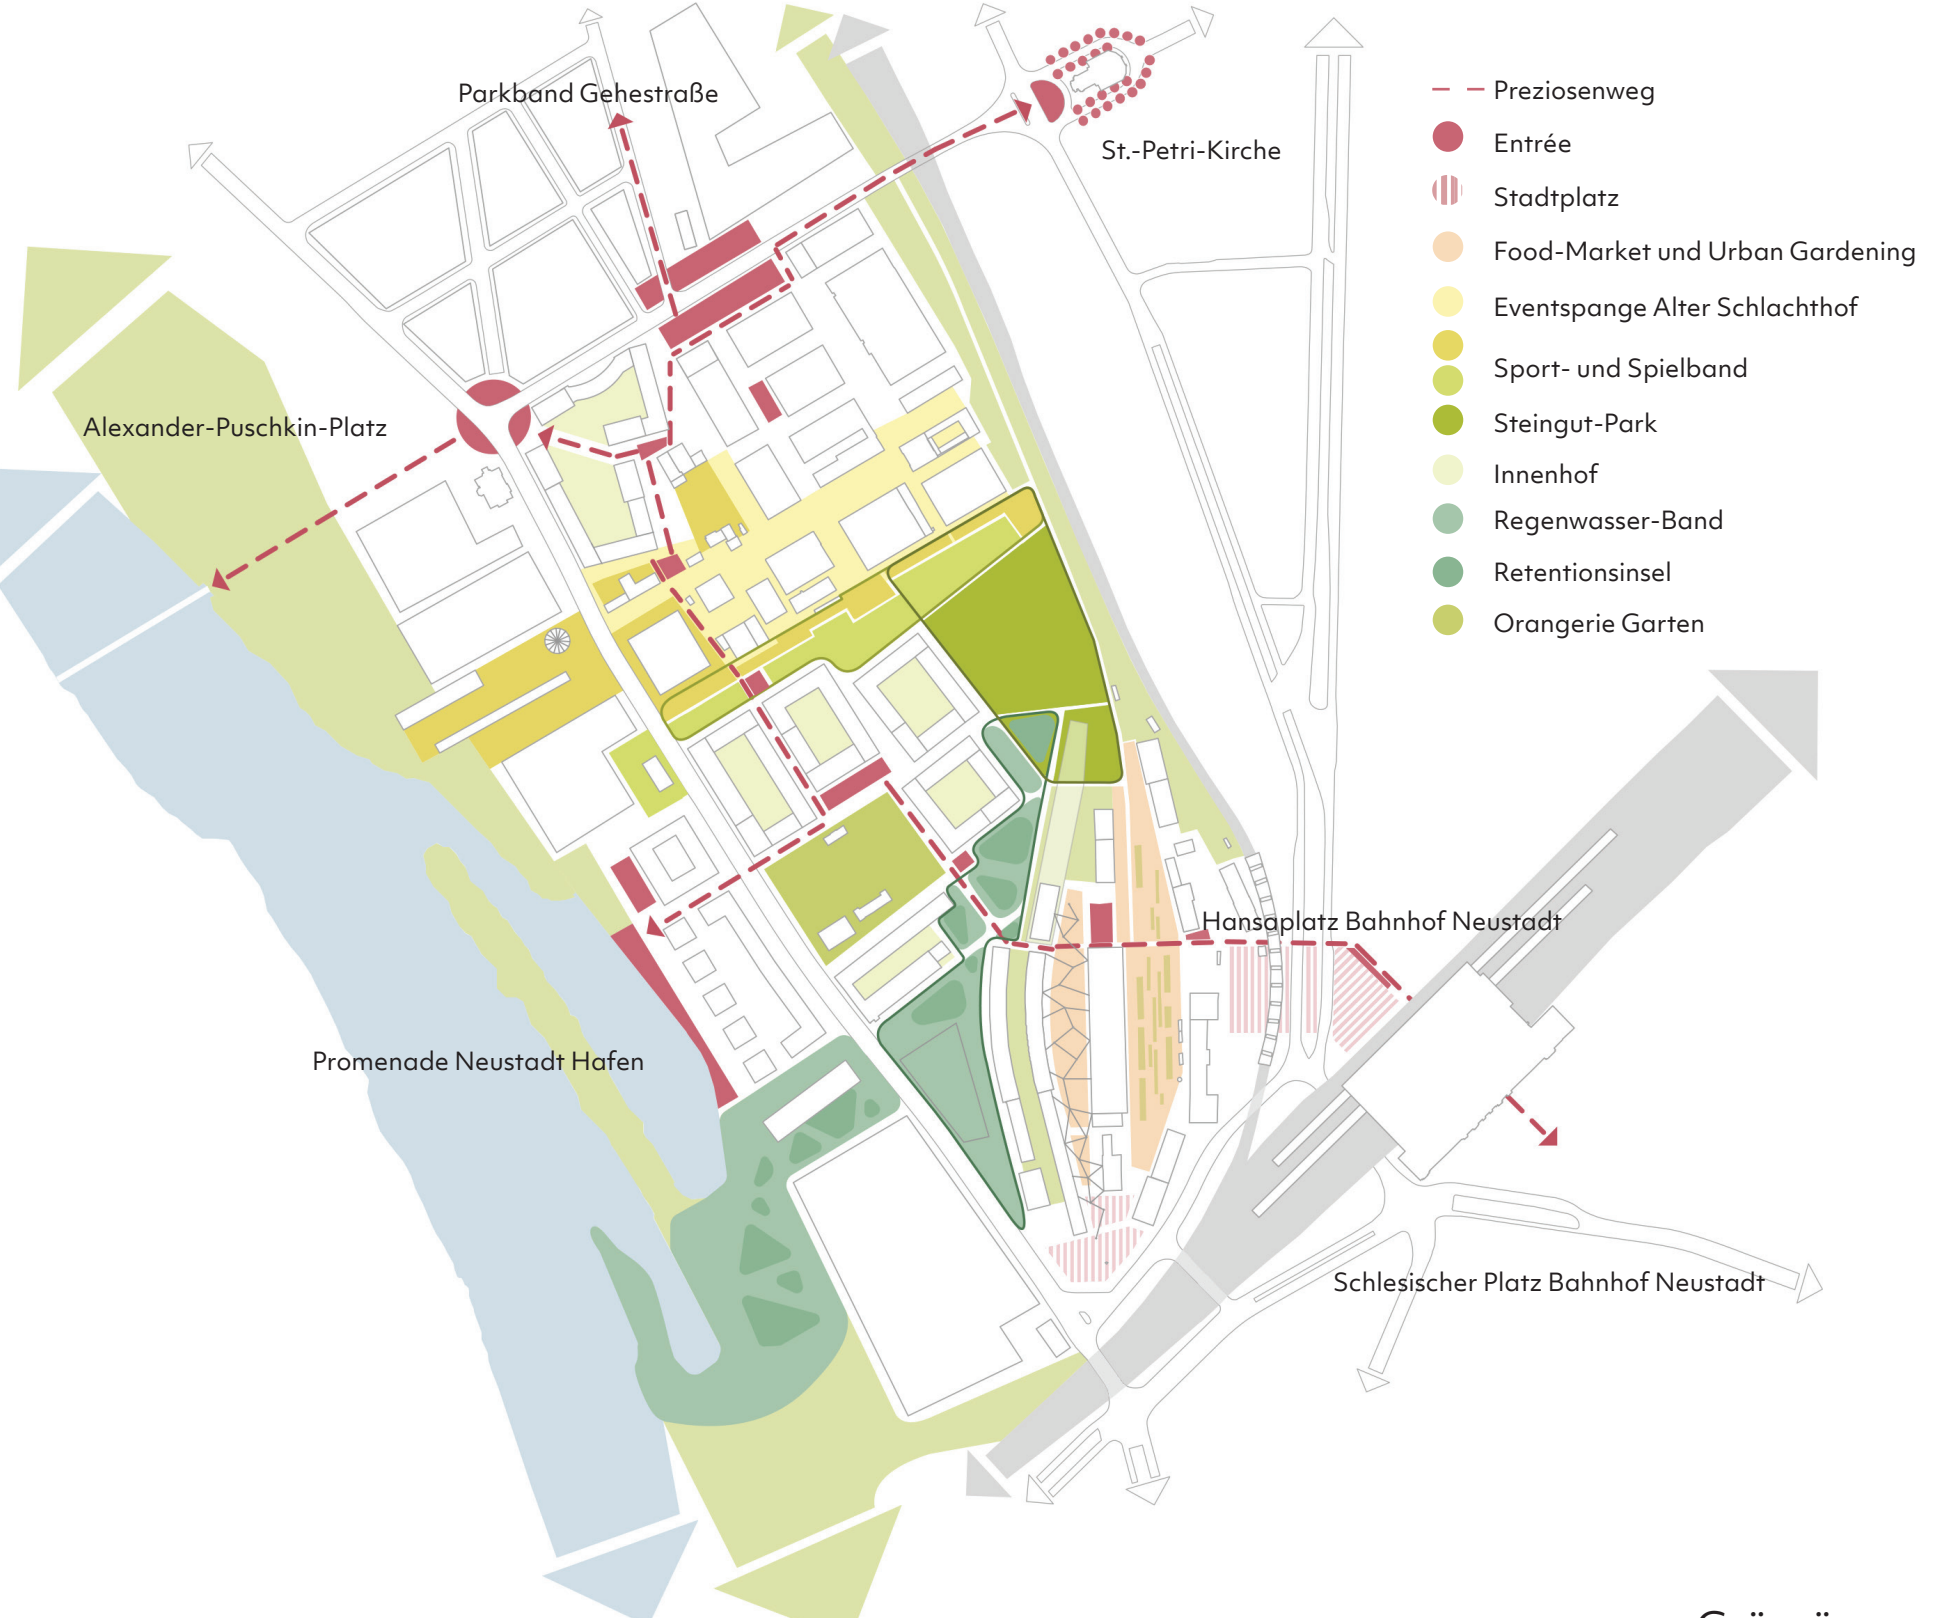 Parkband Gehestraße
St.-Petri-Kirche
Alexander-Puschkin-Platz
Hansaplatz Bahnhof Neustadt
Promenade Neustadt Hafen
Schlesischer Platz Bahnhof Neustadt
Preziosenweg
Entrée
Stadtplatz
Food-Market und Urban Gardening
Eventspange Alter Schlachthof
Sport- und Spielband
Steingut-Park
Innenhof
Regenwasser-Band
Retentionsinsel
Orangerie Garten